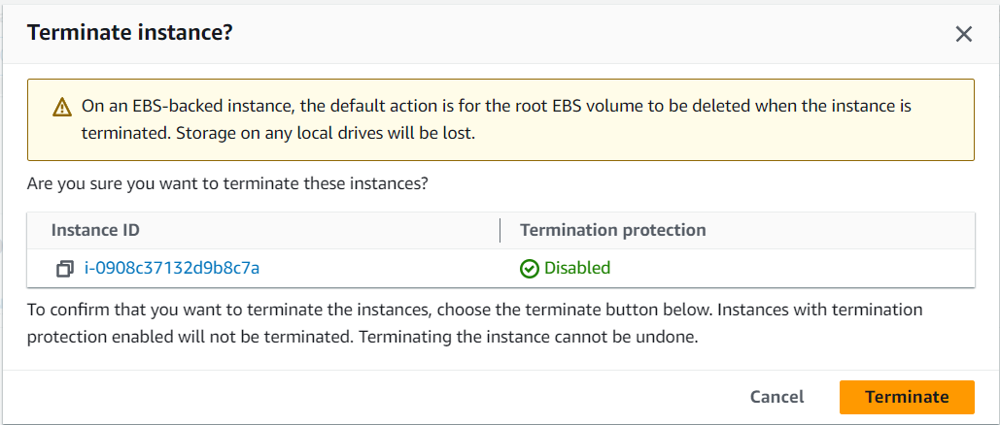 Terminate instance?
On an EBS-backed instance, the default action is for the root EBS volume to be deleted when the instance is
terminated. Storage on any local drives will be lost.
Are you sure you want to terminate these instances?
Instance ID Termination protection
i-0908c37132d9b8c7a Disabled
To confirm that you want to terminate the instances, choose the terminate button below. Instances with termination
protection enabled will not be terminated. Terminating the instance cannot be undone.
Cancel Terminate